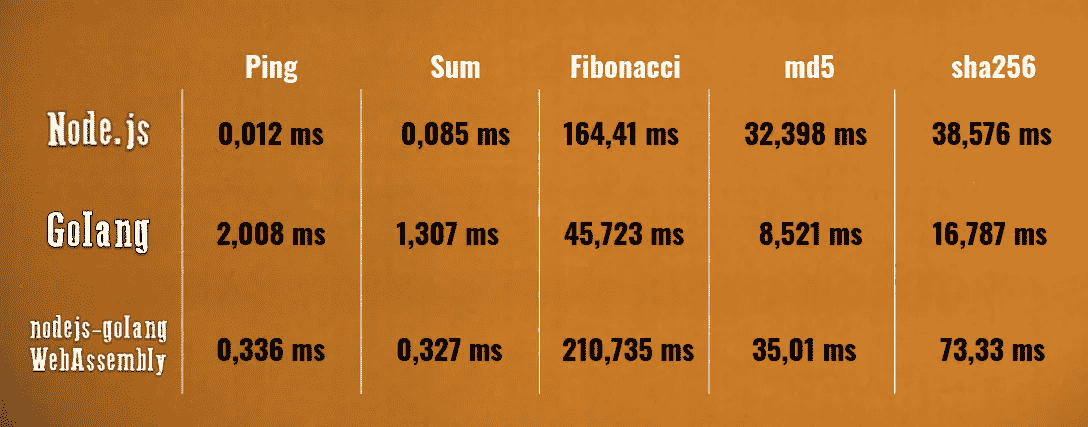 Ping Sum Fibonacci md5 sha256
Node.js 0,012 ms 0,085 ms 164,41 ms 32,398 ms 38,576 ms
Golang 2,008 ms 1,307 ms 45,723 ms 8,521 ms 16,787 ms
nodejs-golang
WebAssembly 0,336 ms 0,327 ms 210,735 ms 35,01 ms 73,33 ms